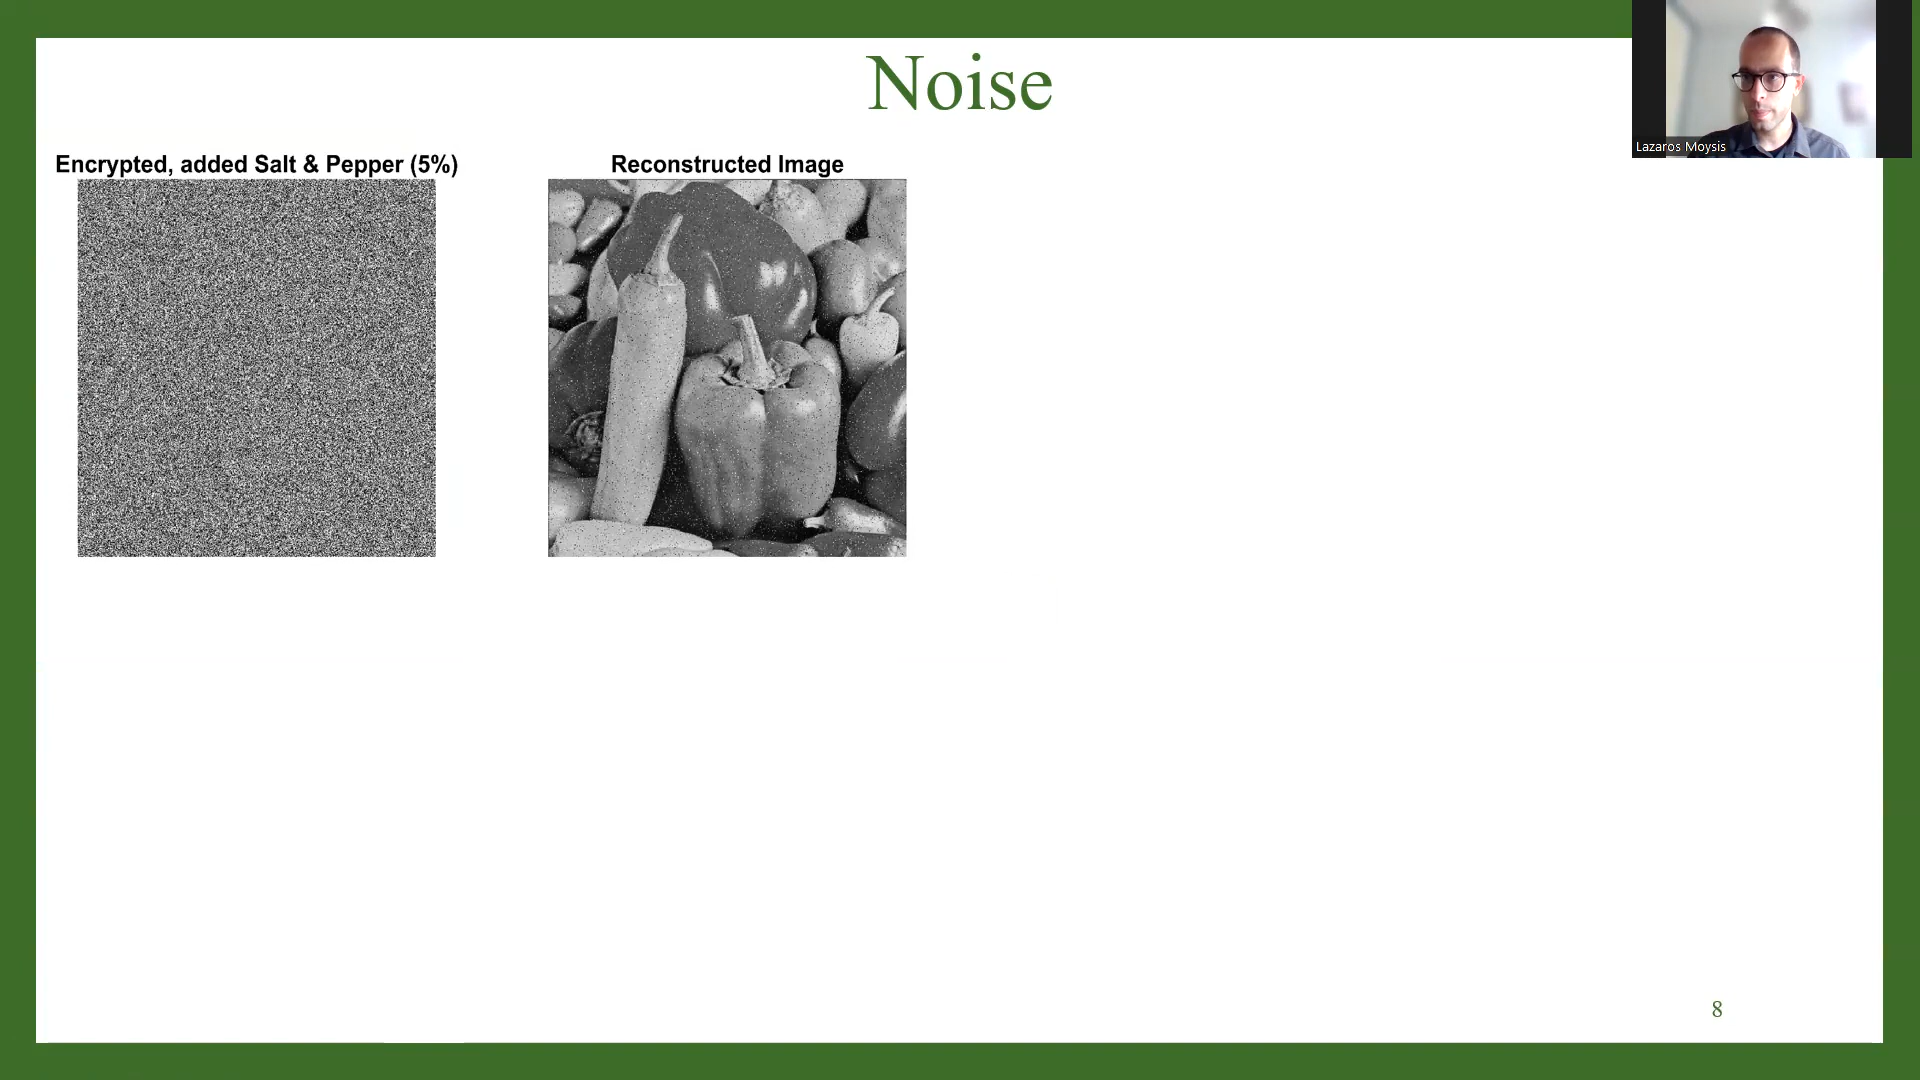 Noise
Lazaros Moysis
Encrypted, added Salt & Pepper (5%)
Reconstructed Image
8